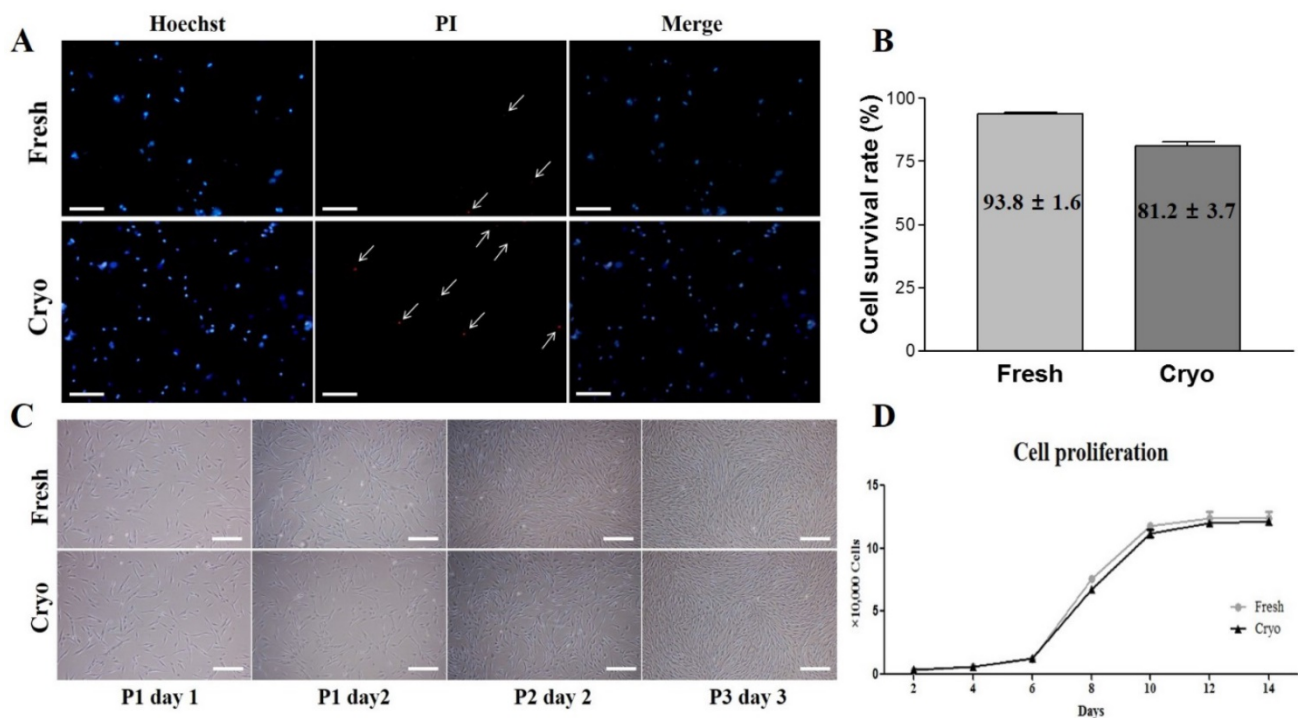 A
Hoechst
PI
Merge
Fresh
Cryo
B
Cell survival rate (%)
100
75
50
25
0
93.8 ± 1.6
81.2 ± 3.7
Fresh
Cryo
C
Fresh
Cryo
P1 day 1
P1 day2
P2 day 2
P3 day 3
D
Cell proliferation
×10,000 Cells
15
10
5
0
Fresh
Cryo
2
4
6
8
10
12
14
Days